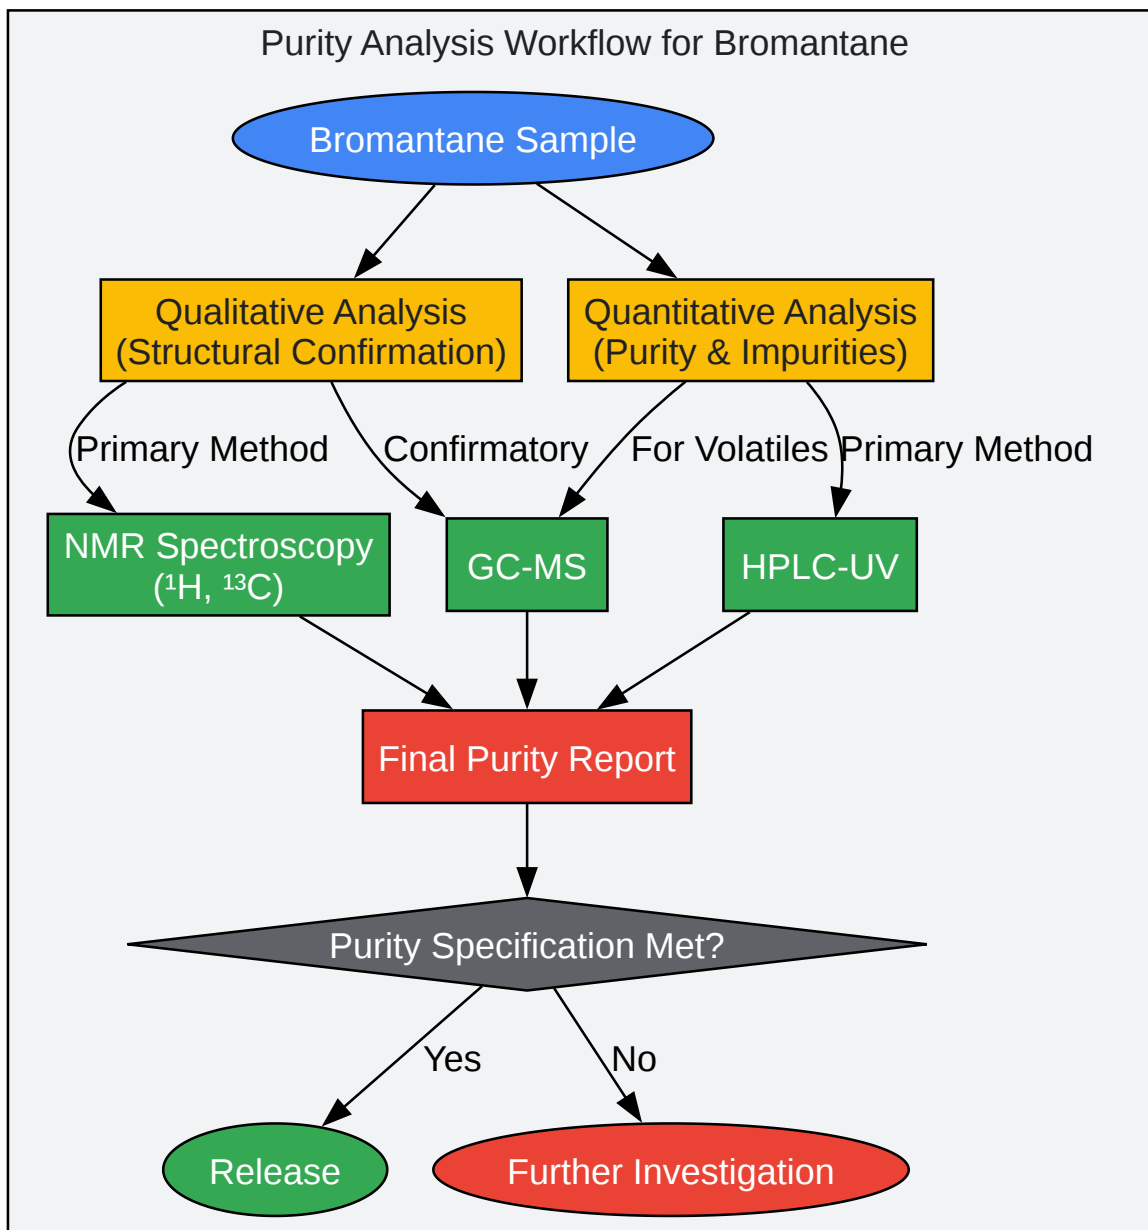 Purity Analysis Workflow for Bromantane
Bromantane Sample
Qualitative Analysis
(Structural Confirmation)
Quantitative Analysis
(Purity & Impurities)
Primary Method
Confirmatory
For Volatiles
Primary Method
NMR Spectroscopy
(¹H, ¹³C)
GC-MS
HPLC-UV
Final Purity Report
Purity Specification Met?
Yes
No
Release
Further Investigation